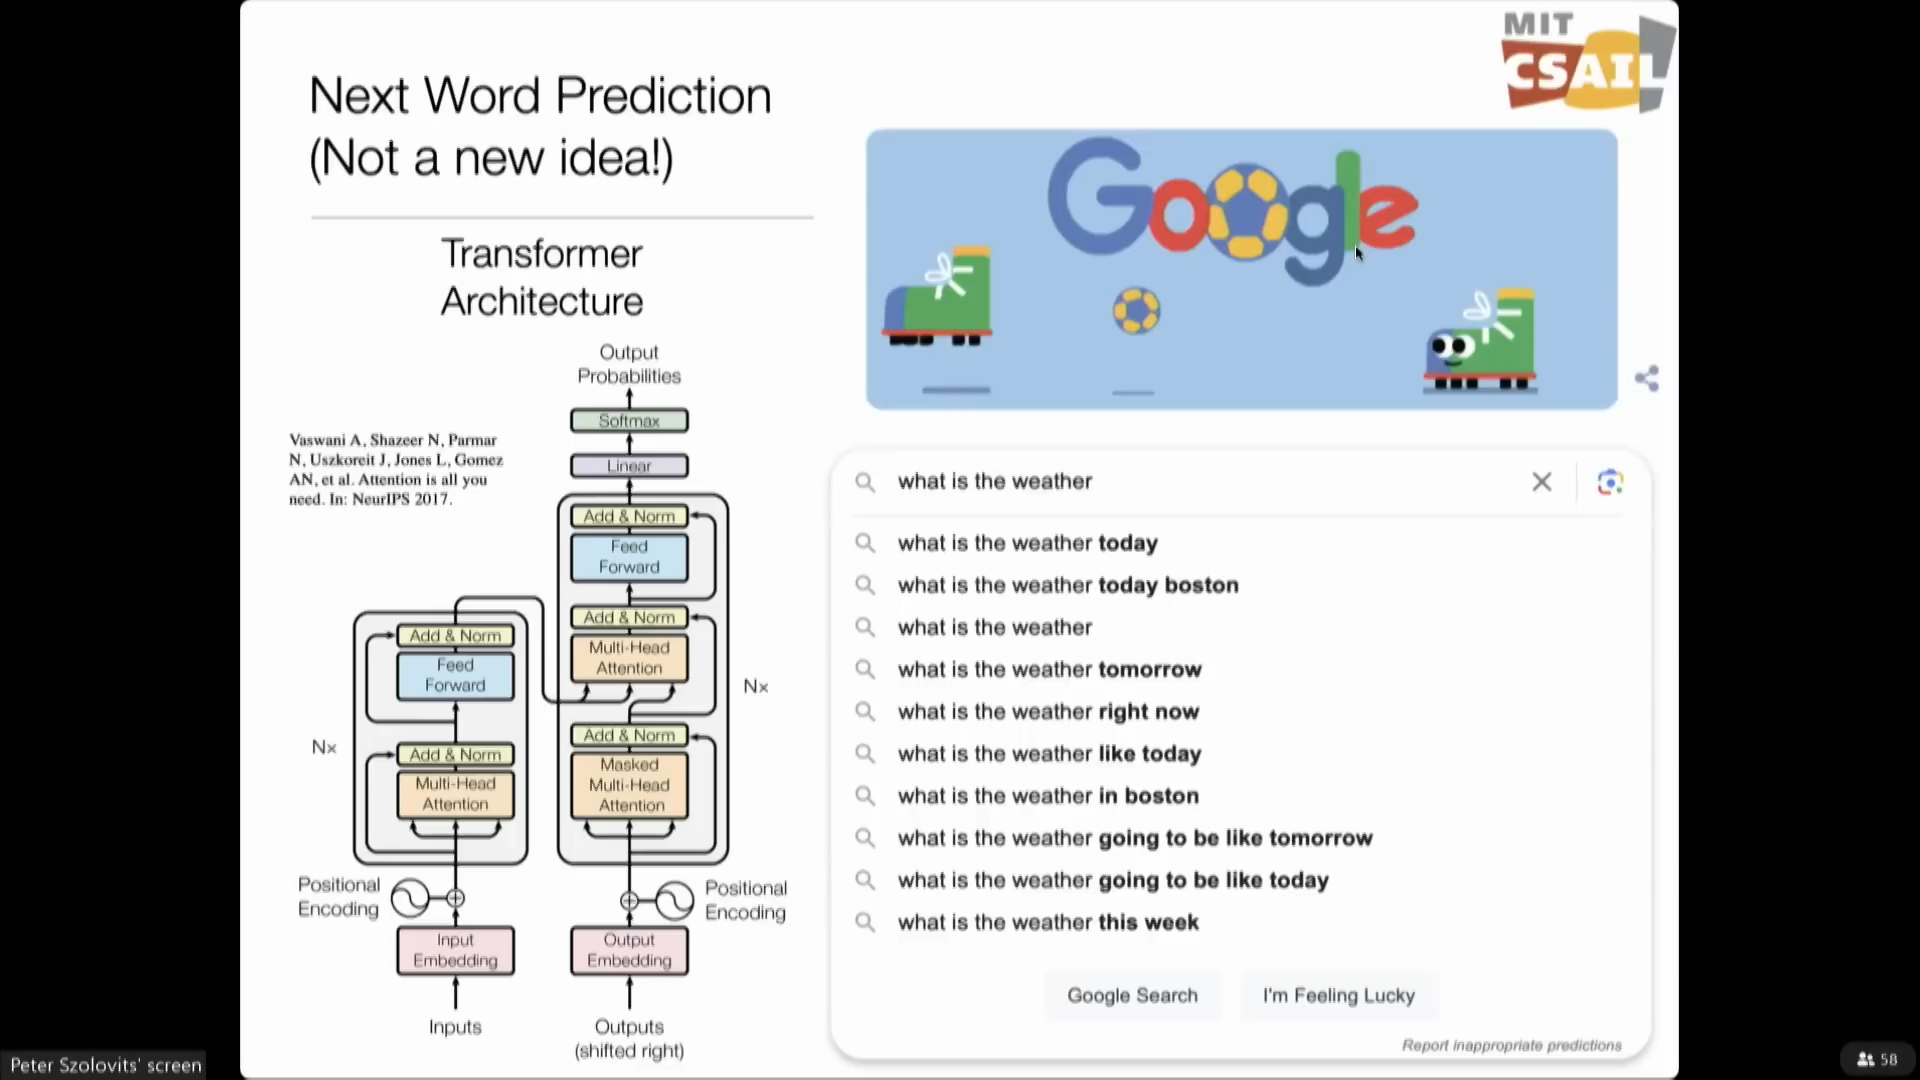 MIT
CSAIL
Next Word Prediction
(Not a new idea!)
Transformer
Architecture
Output
Probabilities
Softmax
Linear
Vaswani A, Shazeer N, Parmar
N, Uszkoreit J, Jones L, Gomez
AN, et al. Attention is all you
need. In: NeurIPS 2017.
Add & Norm
Feed
Forward
Add & Norm
Multi-Head
Attention
Nx
Add & Norm
Masked
Multi-Head
Attention
Add & Norm
Feed
Forward
Nx
Add & Norm
Multi-Head
Attention
Positional
Encoding
Positional
Encoding
Input
Embedding
Output
Embedding
Inputs
Outputs
(shifted right)
Google
what is the weather
what is the weather today
what is the weather today boston
what is the weather
what is the weather tomorrow
what is the weather right now
what is the weather like today
what is the weather in boston
what is the weather going to be like tomorrow
what is the weather going to be like today
what is the weather this week
Google Search
I'm Feeling Lucky
Report inappropriate predictions
Peter Szolovits' screen
58